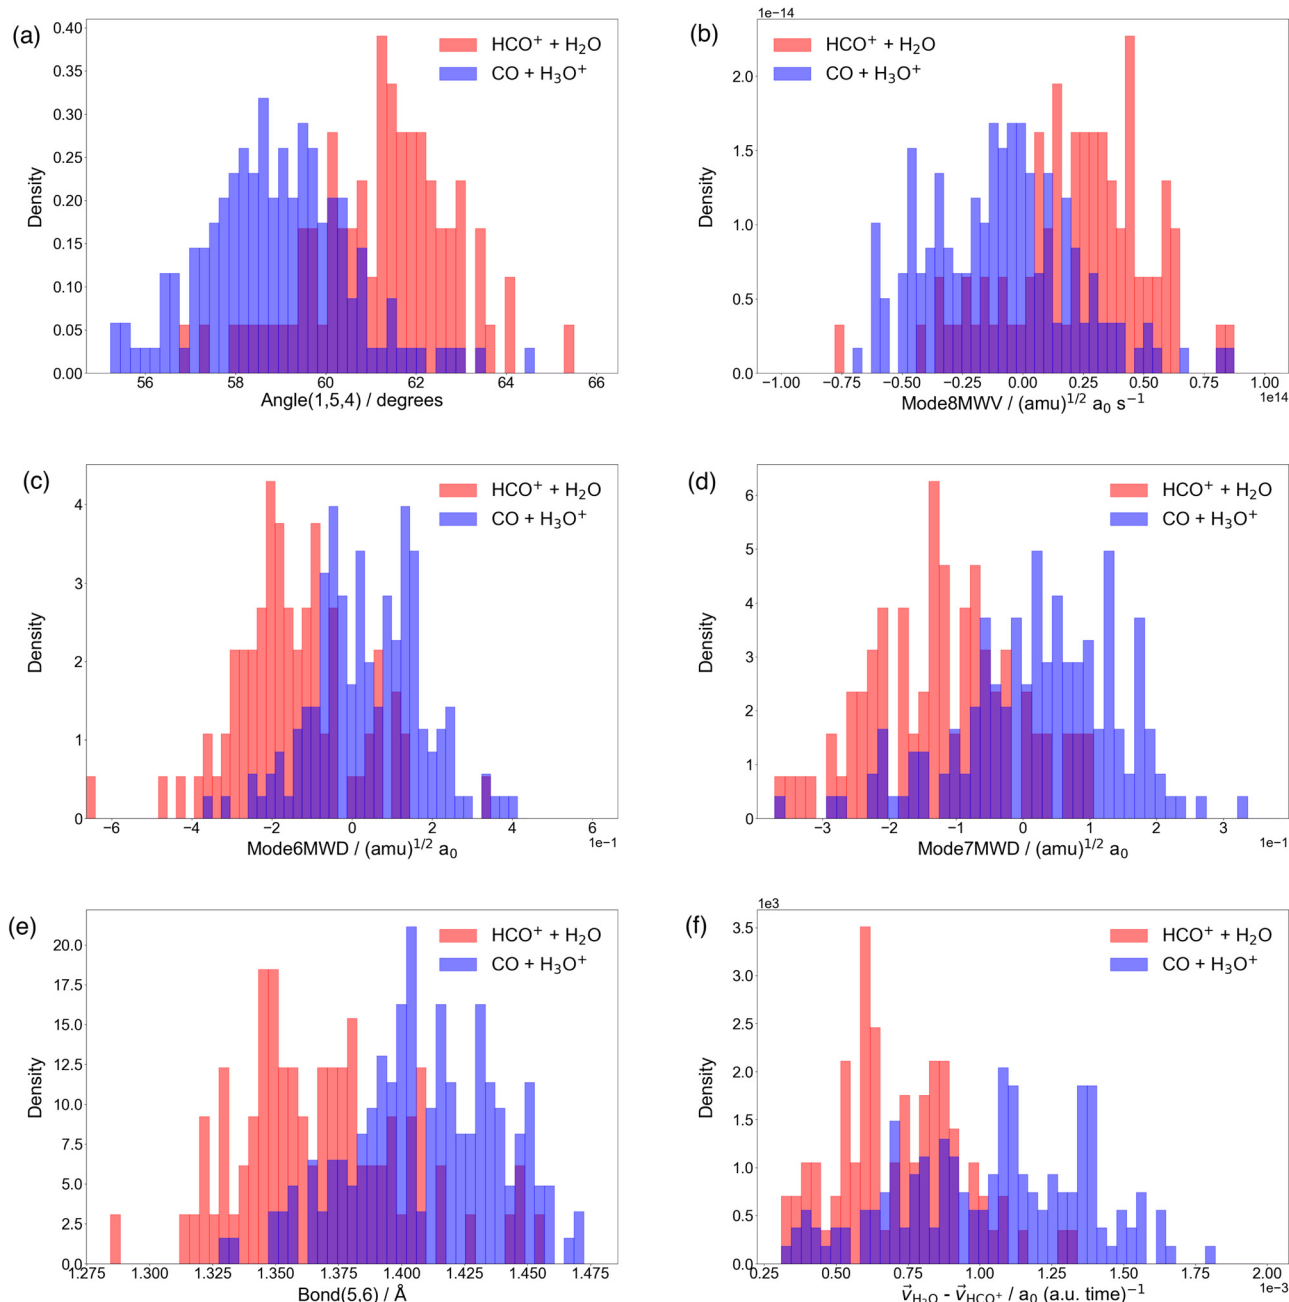 (a)
0.40
0.35
0.30
0.25
0.20
0.15
0.10
0.05
0.00
Density
HCO⁺ + H₂O
CO + H₃O⁺
56 58 60 62 64 66
Angle(1,5,4) / degrees
(b)
1e−14
2.0
1.5
1.0
0.5
0.0
Density
HCO⁺ + H₂O
CO + H₃O⁺
−1.00 −0.75 −0.50 −0.25 0.00 0.25 0.50 0.75 1.00
1e14
Mode8MWV / (amu)^1/2 a₀ s⁻¹
(c)
4
3
2
1
0
Density
HCO⁺ + H₂O
CO + H₃O⁺
−6 −4 −2 0 2 4 6
1e−1
Mode6MWD / (amu)^1/2 a₀
(d)
6
5
4
3
2
1
0
Density
HCO⁺ + H₂O
CO + H₃O⁺
−3 −2 −1 0 1 2 3
1e−1
Mode7MWD / (amu)^1/2 a₀
(e)
20.0
17.5
15.0
12.5
10.0
7.5
5.0
2.5
0.0
Density
HCO⁺ + H₂O
CO + H₃O⁺
1.275 1.300 1.325 1.350 1.375 1.400 1.425 1.450 1.475
Bond(5,6) / Å
(f)
1e3
3.5
3.0
2.5
2.0
1.5
1.0
0.5
0.0
Density
HCO⁺ + H₂O
CO + H₃O⁺
0.25 0.50 0.75 1.00 1.25 1.50 1.75 2.00
1e−3
v⃗_H₂O - v⃗_HCO⁺ / a₀ (a.u. time)⁻¹